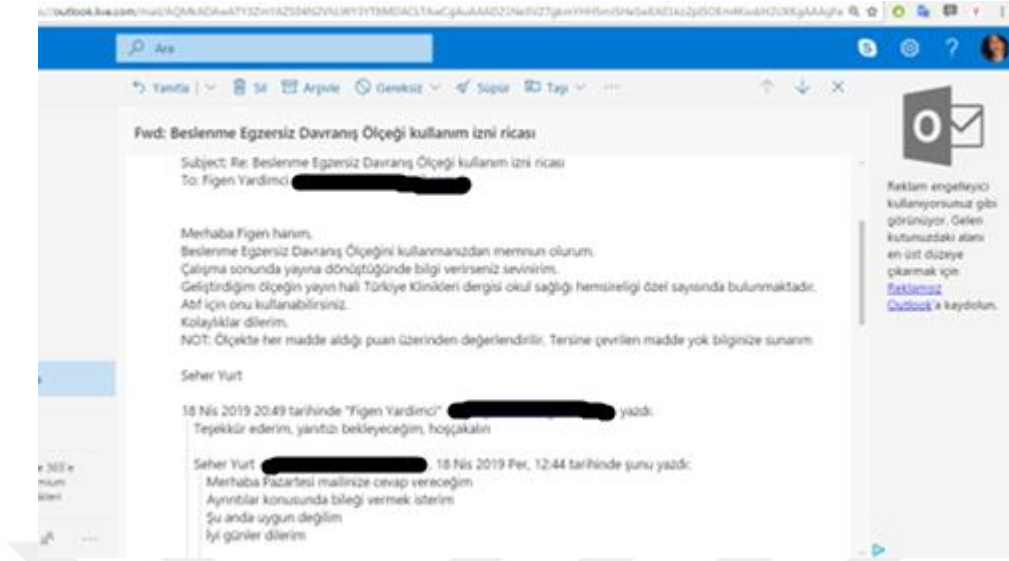 outlook.live.com/mail/
Ara
Yanıtla
Sil
Arşivle
Gereksiz
Süpür
Taşı
Fwd: Beslenme Egzersiz Davranış Ölçeği kullanım izni ricası
Subject: Re: Beslenme Egzersiz Davranış Ölçeği kullanım izni ricası
To: Figen Yardimci
Merhaba Figen hanım,
Beslenme Egzersiz Davranış Ölçeğini kullanmanızdan memnun olurum.
Çalışma sonunda yayına dönüştüğünde bilgi verirseniz sevinirim.
Geliştirdiğim ölçeğin yayın hali Türkiye Klinikleri dergisi okul sağlığı hemsireligi özel sayısında bulunmaktadır.
Atıf için onu kullanabilirsiniz.
Kolaylıklar dilerim.
NOT: Ölçekte her madde aldığı puan üzerinden değerlendirilir. Tersine çevrilen madde yok bilginize sunarım
Seher Yurt
18 Nis 2019 20:49 tarihinde "Figen Yardimci" yazdı:
Teşekkür ederim, yanıtızı bekleyeceğim, hoşçakalın
Seher Yurt , 18 Nis 2019 Per, 12:44 tarihinde şunu yazdı:
Merhaba Pazartesi mailinize cevap vereceğim
Ayrıntılar konusunda bileği vermek isterim
Şu anda uygun değilim
İyi günler dilerim
Reklam engelleyici
kullanıyorsunuz gibi
görünüyor. Gelen
kutunuzdaki alanı
en üst düzeye
çıkarmak için
Reklamsız
Outlook'a kaydolun.